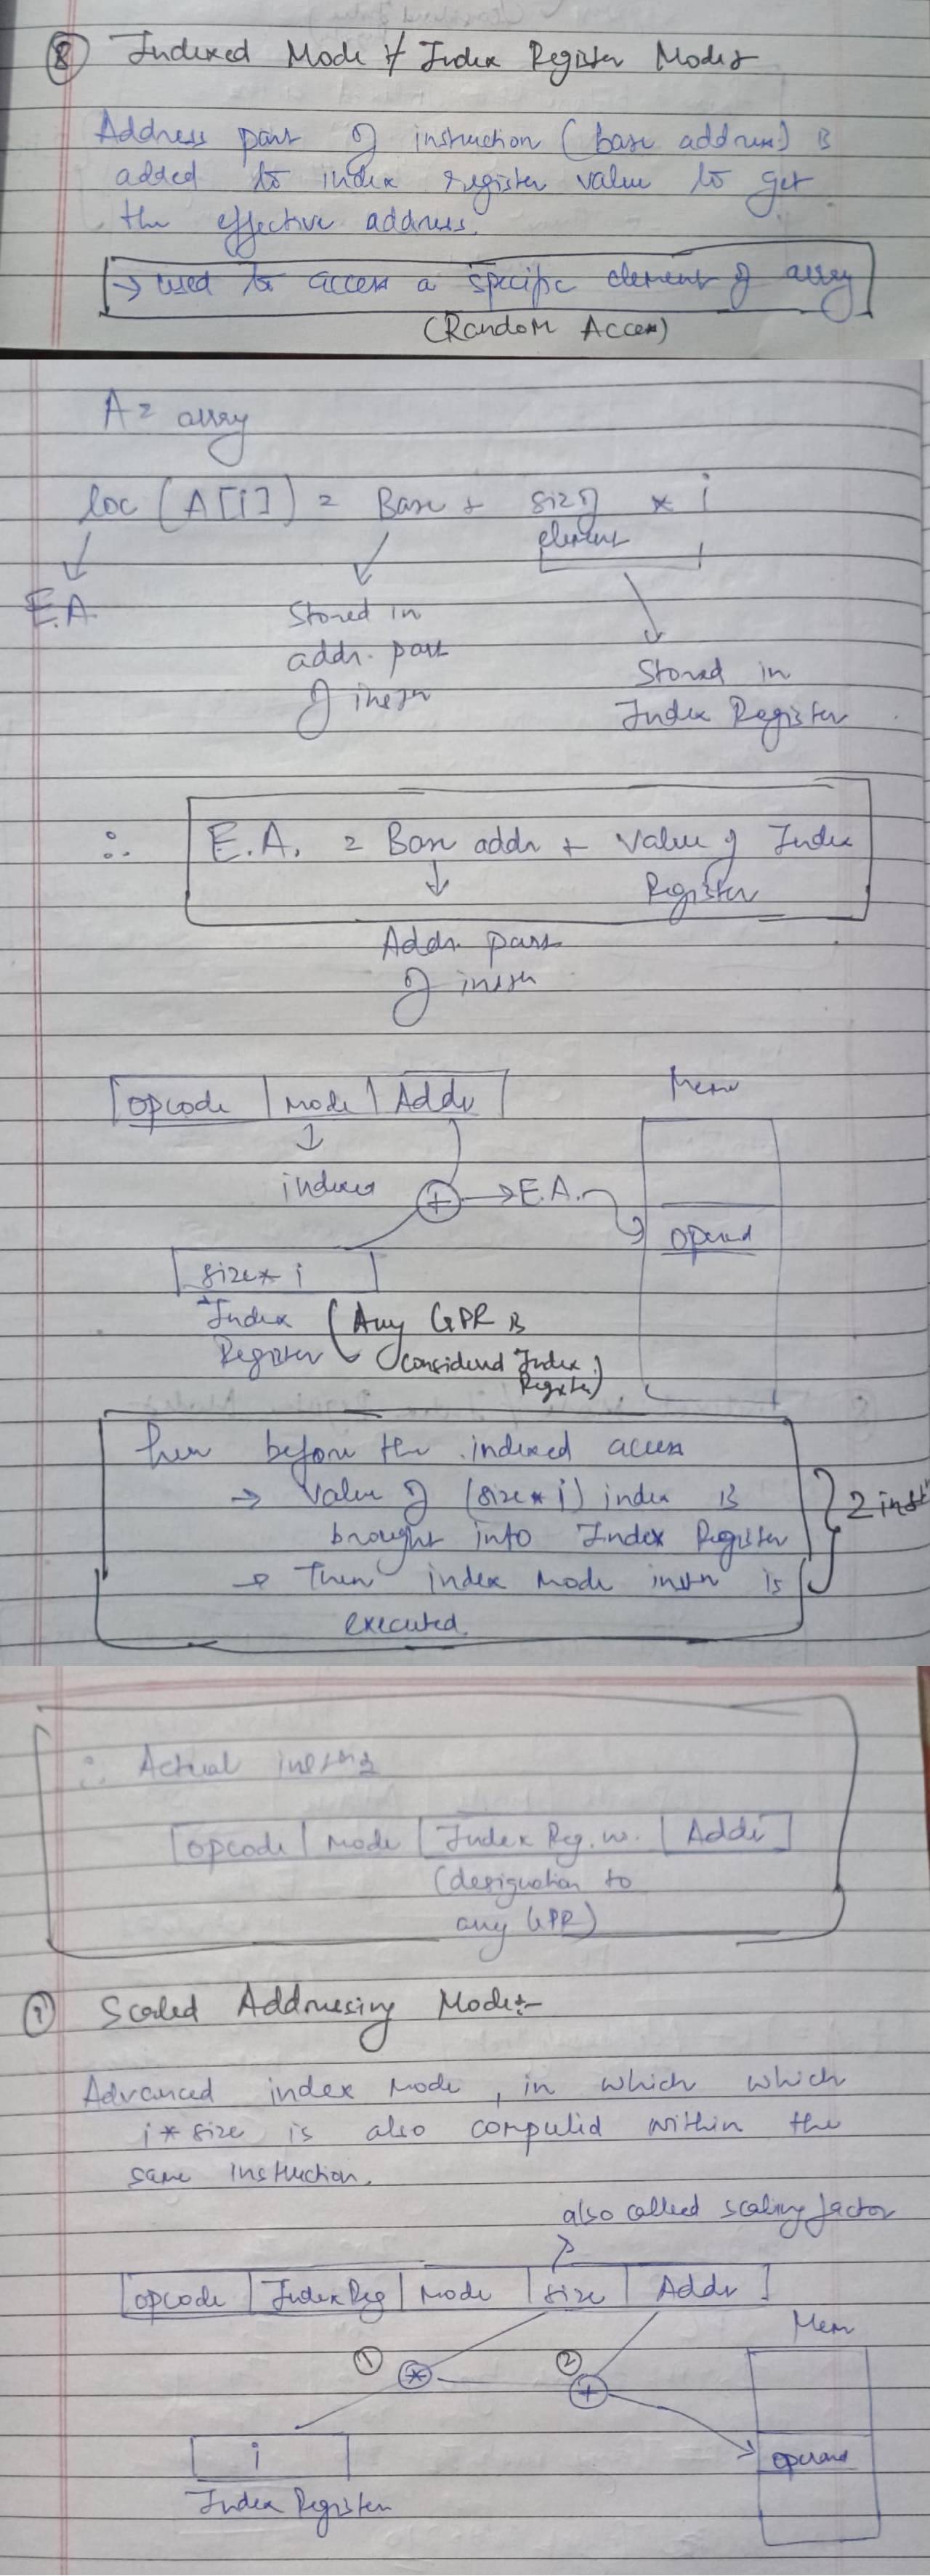 ⑧ Indexed Mode / Index Register Mode:
Address part of instruction (base address) is
added to index register value to get
the effective address.
→ used to access a specific element of array
(Random Access)
A = array
loc (A[i]) = Base + size of element * i
E.A.
Stored in
addr. part
of instn
Stored in
Index Register
∴ E.A. = Base addr + Value of Index
Register
Addr. part
of instn
opcode | Mode | Addr
Mem
indexed
+ → E.A.
operand
size * i
Index (Any GPR is
Register considered Index
Register)
here before the indexed access
→ Value of (size * i) index is
brought into Index Register
→ Then index mode instn is
executed.
2 instn
∴ Actual instn is
opcode | Mode | Index Reg. no. | Addr
(designation to
any GPR)
① Scaled Addressing Mode:-
Advanced index mode, in which which
i * size is also computed within the
same instruction.
also called scaling factor
opcode | Index Reg | Mode | size | Addr
Mem
① * ② +
i
operand
Index Register